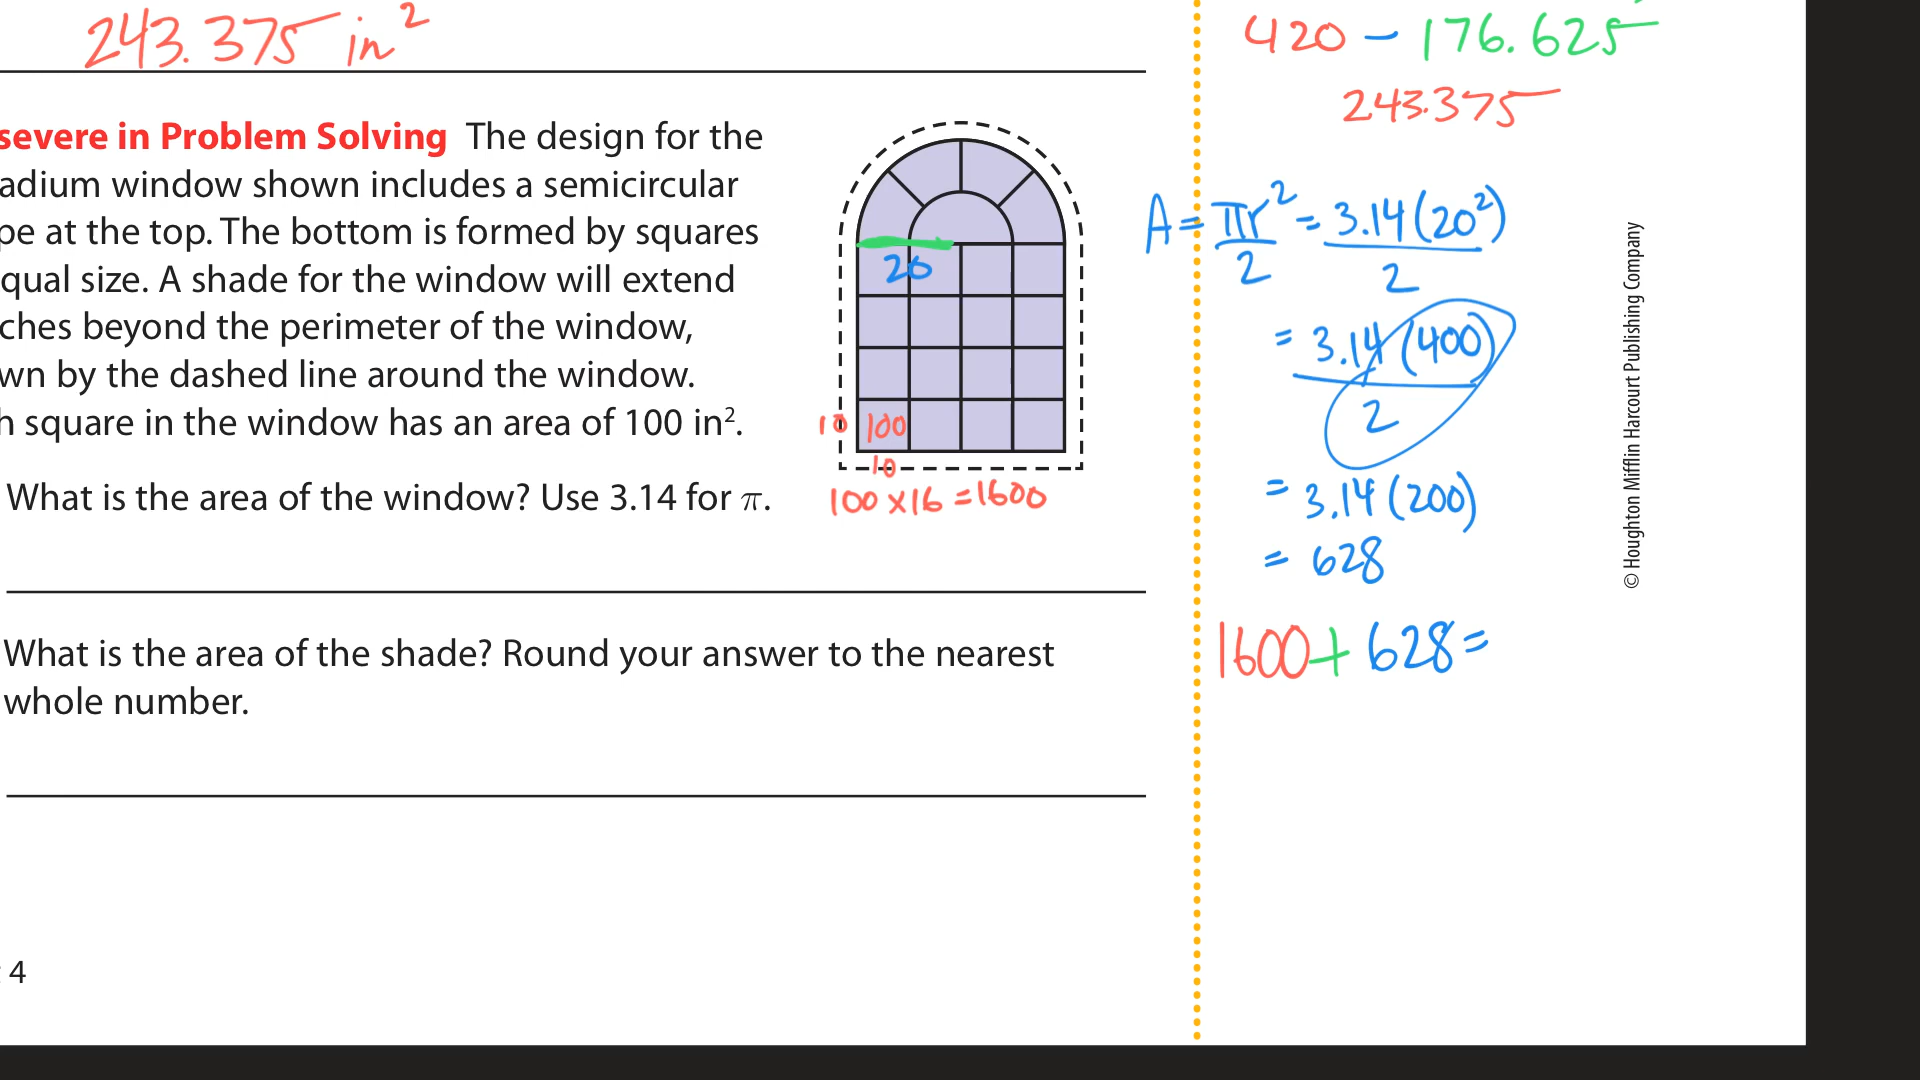 243.375 in²
420 - 176.625
243.375
severe in Problem Solving The design for the
adium window shown includes a semicircular
pe at the top. The bottom is formed by squares
qual size. A shade for the window will extend
ches beyond the perimeter of the window,
wn by the dashed line around the window.
h square in the window has an area of 100 in².
What is the area of the window? Use 3.14 for π.
20
10 100
10
100 x 16 = 1600
A = πr²/2 = 3.14(20²)/2
= 3.14(400)/2
= 3.14(200)
= 628
1600 + 628 =
What is the area of the shade? Round your answer to the nearest
whole number.
4
© Houghton Mifflin Harcourt Publishing Company